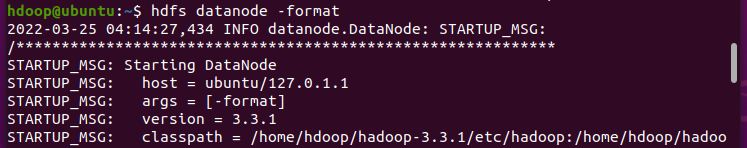 hdoop@ubuntu:~$ hdfs datanode -format
2022-03-25 04:14:27,434 INFO datanode.DataNode: STARTUP_MSG:
/************************************************************
STARTUP_MSG: Starting DataNode
STARTUP_MSG:   host = ubuntu/127.0.1.1
STARTUP_MSG:   args = [-format]
STARTUP_MSG:   version = 3.3.1
STARTUP_MSG:   classpath = /home/hdoop/hadoop-3.3.1/etc/hadoop:/home/hdoop/hadoo